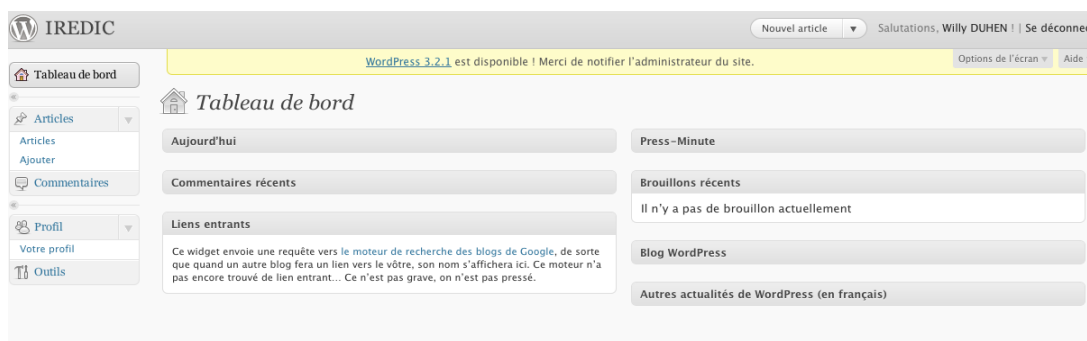 IREDIC
Nouvel article
Salutations, Willy DUHEN ! | Se déconne
WordPress 3.2.1 est disponible ! Merci de notifier l'administrateur du site.
Options de l'écran
Aide
Tableau de bord
Articles
Articles
Ajouter
Commentaires
Profil
Votre profil
Outils
Tableau de bord
Aujourd'hui
Commentaires récents
Liens entrants
Ce widget envoie une requête vers le moteur de recherche des blogs de Google, de sorte
que quand un autre blog fera un lien vers le vôtre, son nom s'affichera ici. Ce moteur n'a
pas encore trouvé de lien entrant... Ce n'est pas grave, on n'est pas pressé.
Press-Minute
Brouillons récents
Il n'y a pas de brouillon actuellement
Blog WordPress
Autres actualités de WordPress (en français)